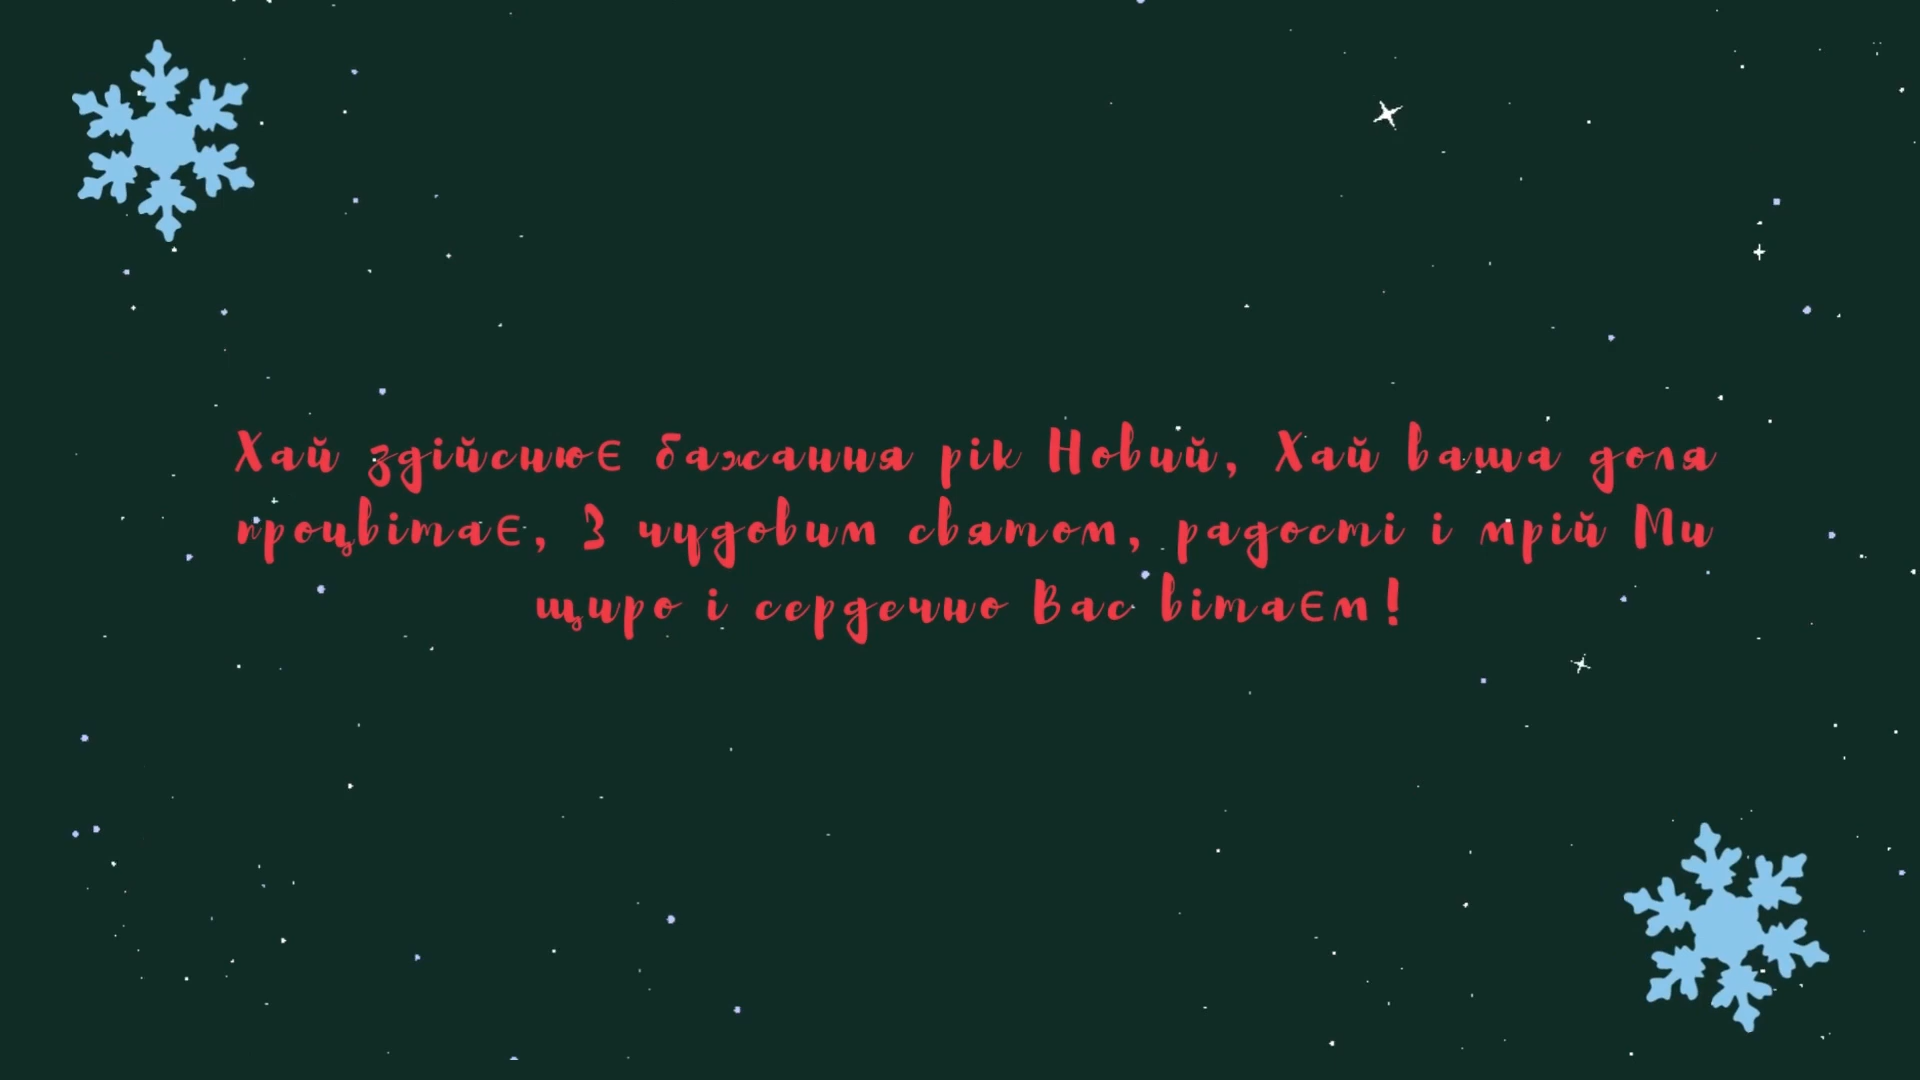 Хай здійснює бажання рік Новий, Хай ваша доля
процвітає, З чудовим святом, радості і мрій Ми
щиро і сердечно Вас вітаєм!